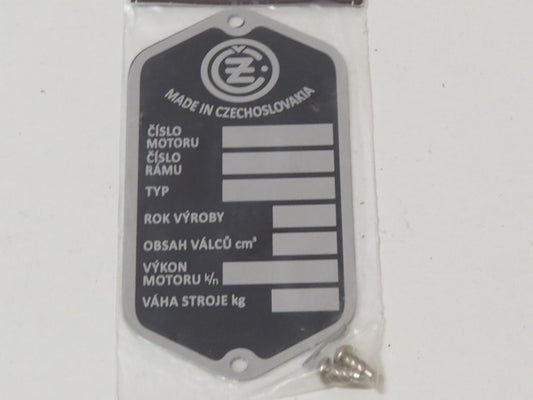 ČZ
MADE IN CZECHOSLOVAKIA
ČÍSLO
MOTORU
ČÍSLO
RÁMU
TYP
ROK VÝROBY
OBSAH VÁLCŮ cm³
VÝKON
MOTORU k/n
VÁHA STROJE kg